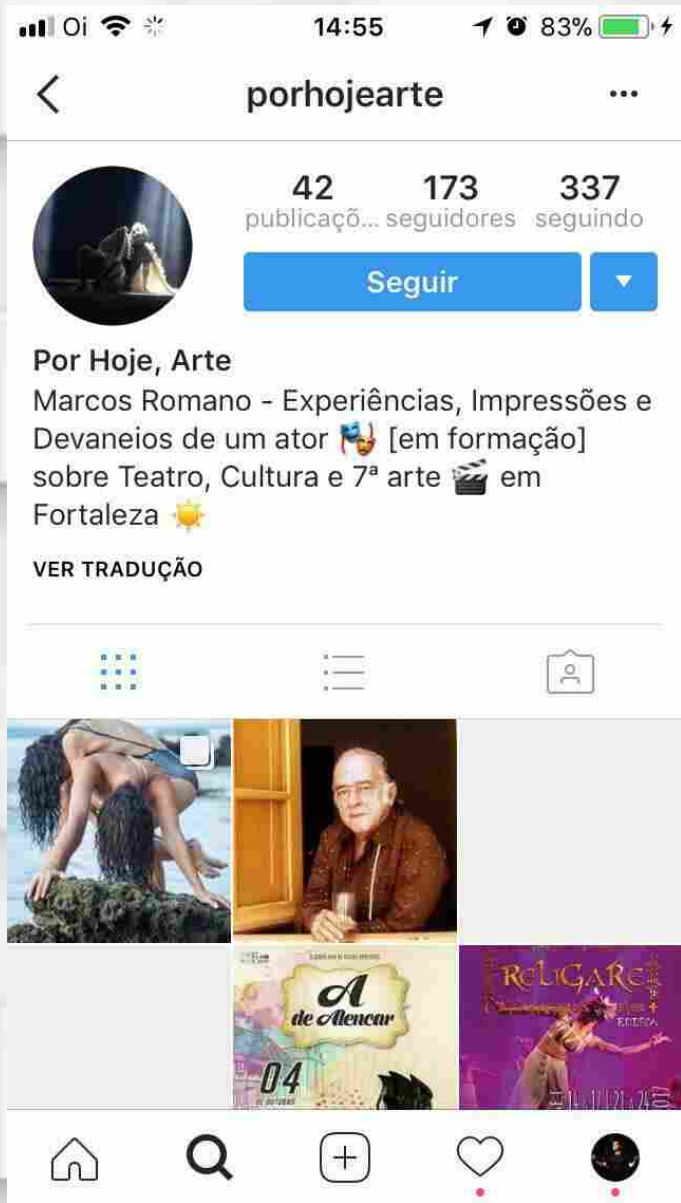 Oi 14:55 83%
porhojearte
42 173 337
publicaçõ... seguidores seguindo
Seguir
Por Hoje, Arte
Marcos Romano - Experiências, Impressões e
Devaneios de um ator 🎭 [em formação]
sobre Teatro, Cultura e 7ª arte 🎬 em
Fortaleza ☀️
VER TRADUÇÃO
A
de Alencar
04
DE OUTUBRO
RELIGARE